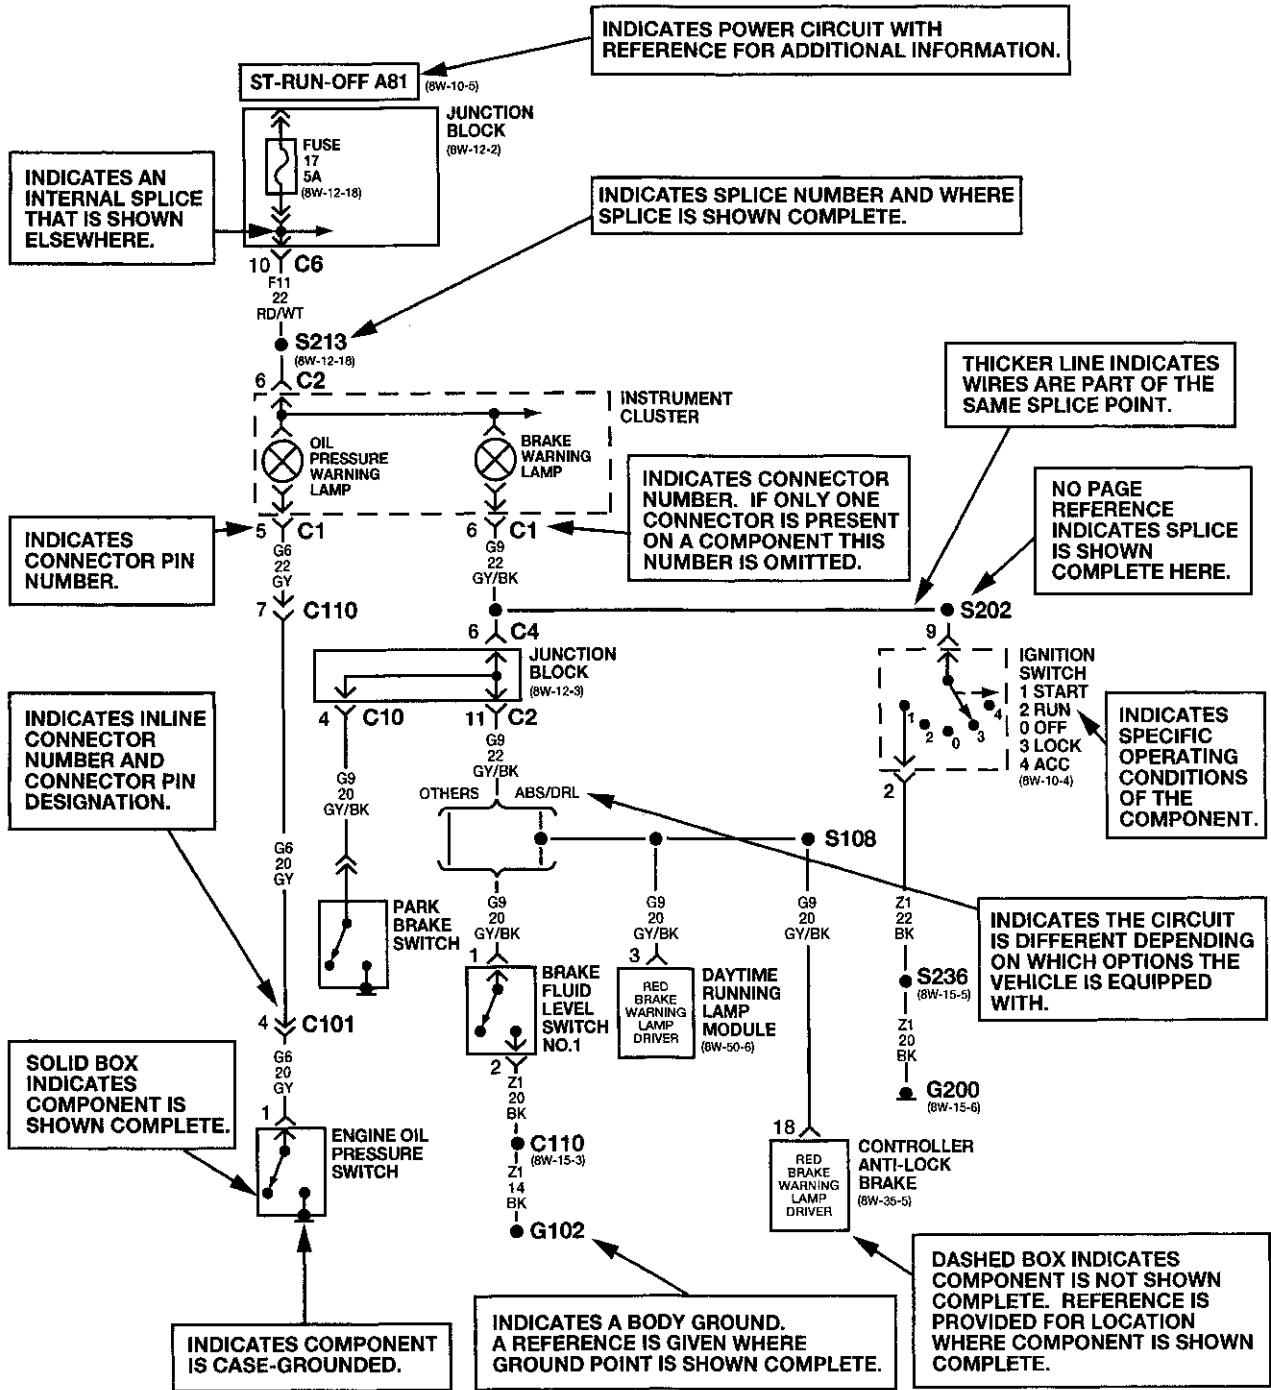 INDICATES POWER CIRCUIT WITH
REFERENCE FOR ADDITIONAL INFORMATION.
ST-RUN-OFF A81
(8W-10-5)
JUNCTION
BLOCK
(8W-12-2)
FUSE
17
5A
(8W-12-18)
INDICATES AN
INTERNAL SPLICE
THAT IS SHOWN
ELSEWHERE.
INDICATES SPLICE NUMBER AND WHERE
SPLICE IS SHOWN COMPLETE.
10 C6
F11
22
RD/WT
S213
(8W-12-18)
6 C2
THICKER LINE INDICATES
WIRES ARE PART OF THE
SAME SPLICE POINT.
INSTRUMENT
CLUSTER
OIL
PRESSURE
WARNING
LAMP
BRAKE
WARNING
LAMP
INDICATES CONNECTOR
NUMBER. IF ONLY ONE
CONNECTOR IS PRESENT
ON A COMPONENT THIS
NUMBER IS OMITTED.
NO PAGE
REFERENCE
INDICATES SPLICE
IS SHOWN
COMPLETE HERE.
INDICATES
CONNECTOR PIN
NUMBER.
5 C1
G6
22
GY
7 C110
6 C1
G9
22
GY/BK
S202
6 C4
9
JUNCTION
BLOCK
(8W-12-3)
IGNITION
SWITCH
1 START
2 RUN
0 OFF
3 LOCK
4 ACC
(8W-10-4)
1
2
0
3
4
2
INDICATES
SPECIFIC
OPERATING
CONDITIONS
OF THE
COMPONENT.
INDICATES INLINE
CONNECTOR
NUMBER AND
CONNECTOR PIN
DESIGNATION.
4 C10
11 C2
G9
20
GY/BK
G9
22
GY/BK
OTHERS
ABS/DRL
S108
G6
20
GY
PARK
BRAKE
SWITCH
G9
20
GY/BK
G9
20
GY/BK
G9
20
GY/BK
Z1
22
BK
INDICATES THE CIRCUIT
IS DIFFERENT DEPENDING
ON WHICH OPTIONS THE
VEHICLE IS EQUIPPED
WITH.
1
BRAKE
FLUID
LEVEL
SWITCH
NO.1
3
RED
BRAKE
WARNING
LAMP
DRIVER
DAYTIME
RUNNING
LAMP
MODULE
(8W-50-6)
S236
(8W-15-5)
Z1
20
BK
G200
(8W-15-6)
4 C101
G6
20
GY
SOLID BOX
INDICATES
COMPONENT IS
SHOWN COMPLETE.
1
ENGINE OIL
PRESSURE
SWITCH
2
Z1
20
BK
C110
(8W-15-3)
Z1
14
BK
G102
18
RED
BRAKE
WARNING
LAMP
DRIVER
CONTROLLER
ANTI-LOCK
BRAKE
(8W-35-5)
INDICATES COMPONENT
IS CASE-GROUNDED.
INDICATES A BODY GROUND.
A REFERENCE IS GIVEN WHERE
GROUND POINT IS SHOWN COMPLETE.
DASHED BOX INDICATES
COMPONENT IS NOT SHOWN
COMPLETE. REFERENCE IS
PROVIDED FOR LOCATION
WHERE COMPONENT IS SHOWN
COMPLETE.